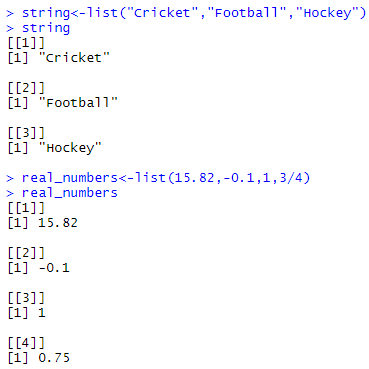 > string<-list("Cricket","Football","Hockey")
> string
[[1]]
[1] "Cricket"

[[2]]
[1] "Football"

[[3]]
[1] "Hockey"

> real_numbers<-list(15.82,-0.1,1,3/4)
> real_numbers
[[1]]
[1] 15.82

[[2]]
[1] -0.1

[[3]]
[1] 1

[[4]]
[1] 0.75